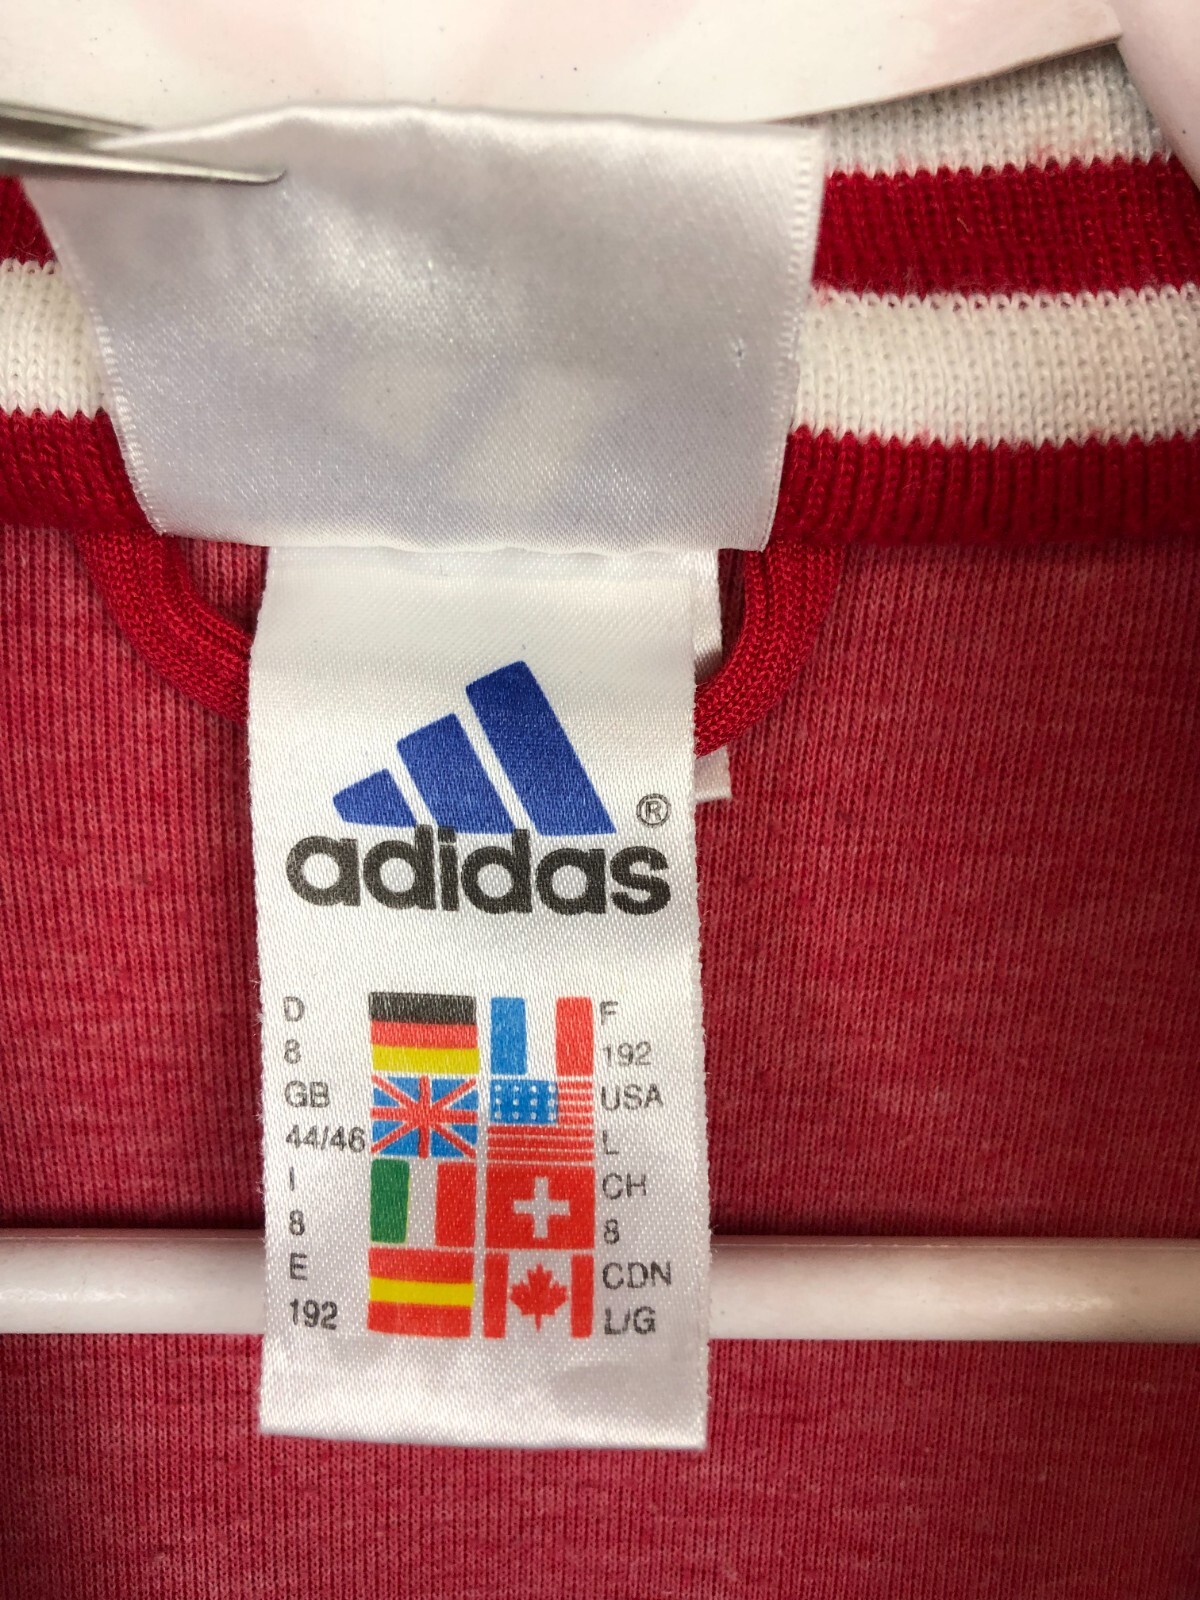 ®
adidas
D
8
GB
44/46
I
8
E
192
F
192
USA
L
CH
8
CDN
L/G